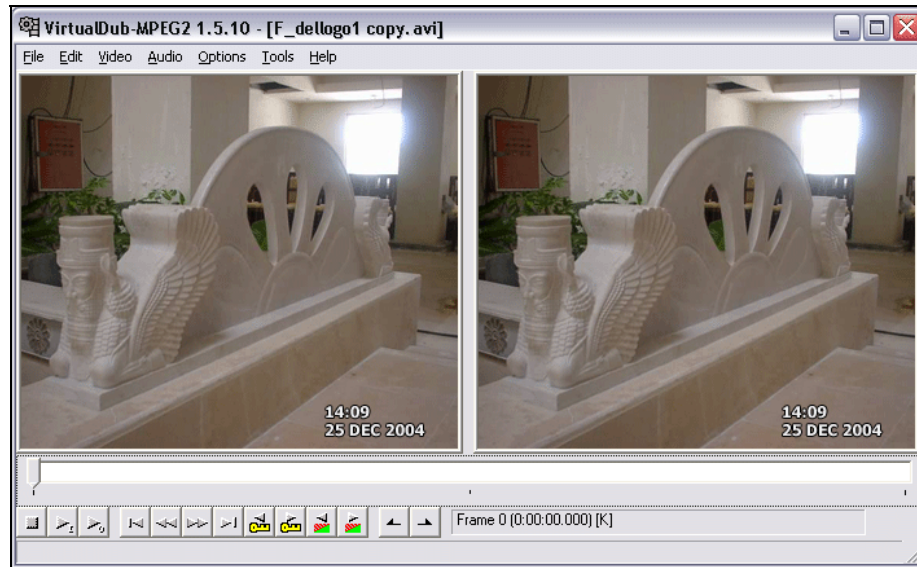 VirtualDub-MPEG2 1.5.10 - [F_dellogo1 copy.avi]
File Edit Video Audio Options Tools Help
14:09
25 DEC 2004
14:09
25 DEC 2004
Frame 0 (0:00:00.000) [K]